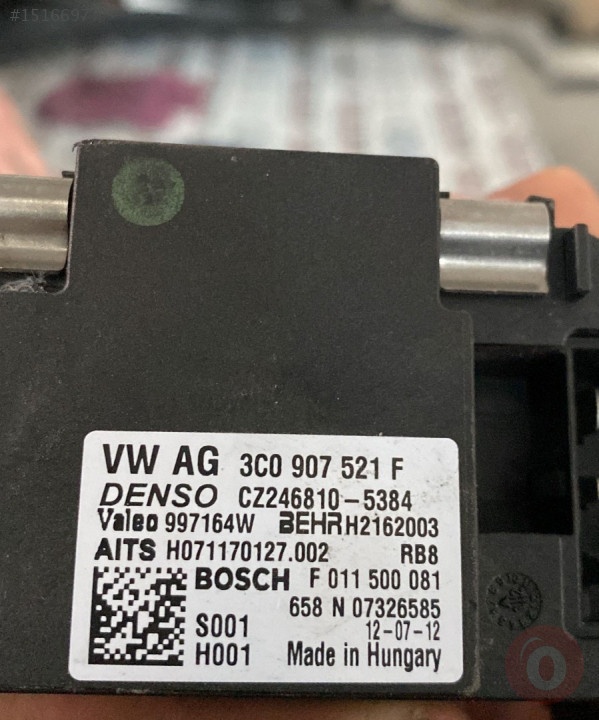 #1516697
VW AG 3C0 907 521 F
DENSO CZ246810-5384
Valeo 997164W BEHR H2162003
AITS H071170127.002 RB8
BOSCH F 011 500 081
658 N 07326585
S001 12-07-12
H001 Made in Hungary